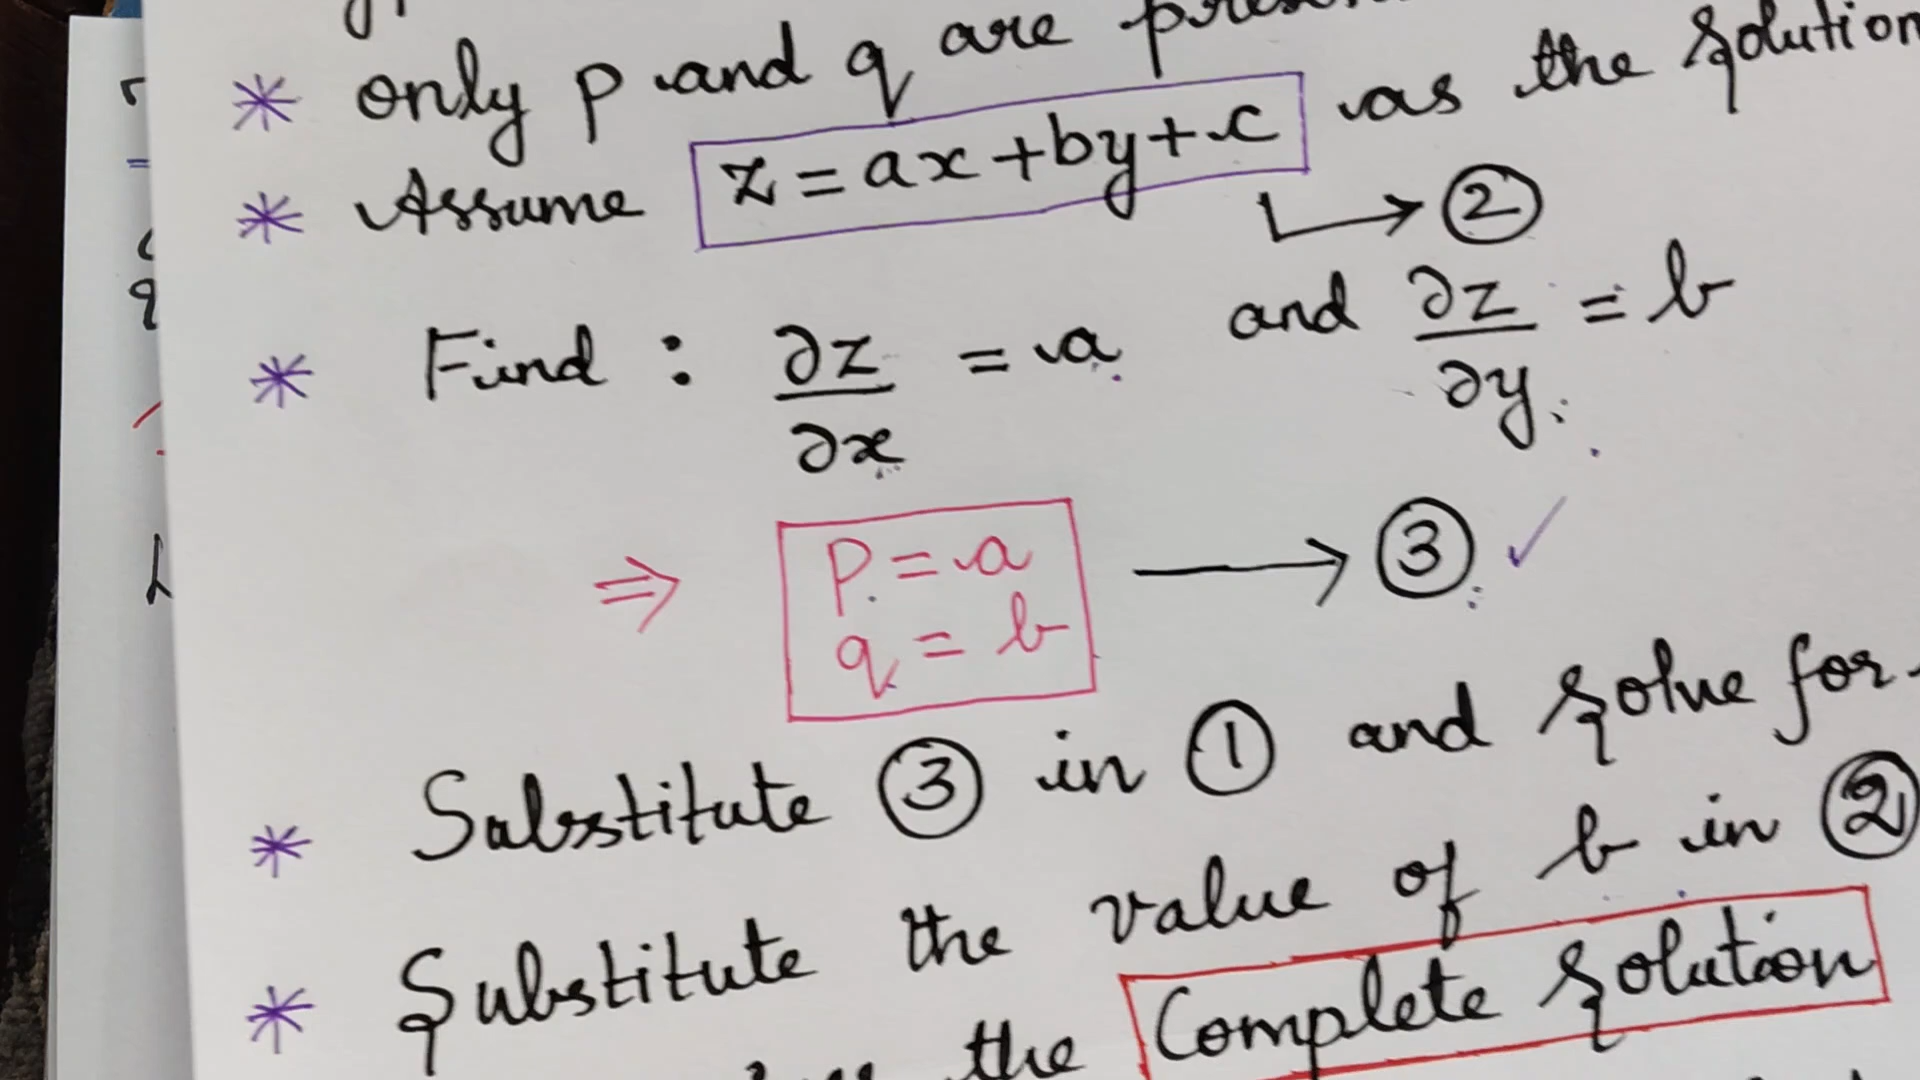 * only p and q are
* Assume z = ax + by + c as the solution
↳ ②
* Find : ∂z/∂x = a and ∂z/∂y = b
⇒ p = a → ③ ✓
q = b
* Substitute ③ in ① and solve for
* Substitute the value of b in ②
the Complete solution